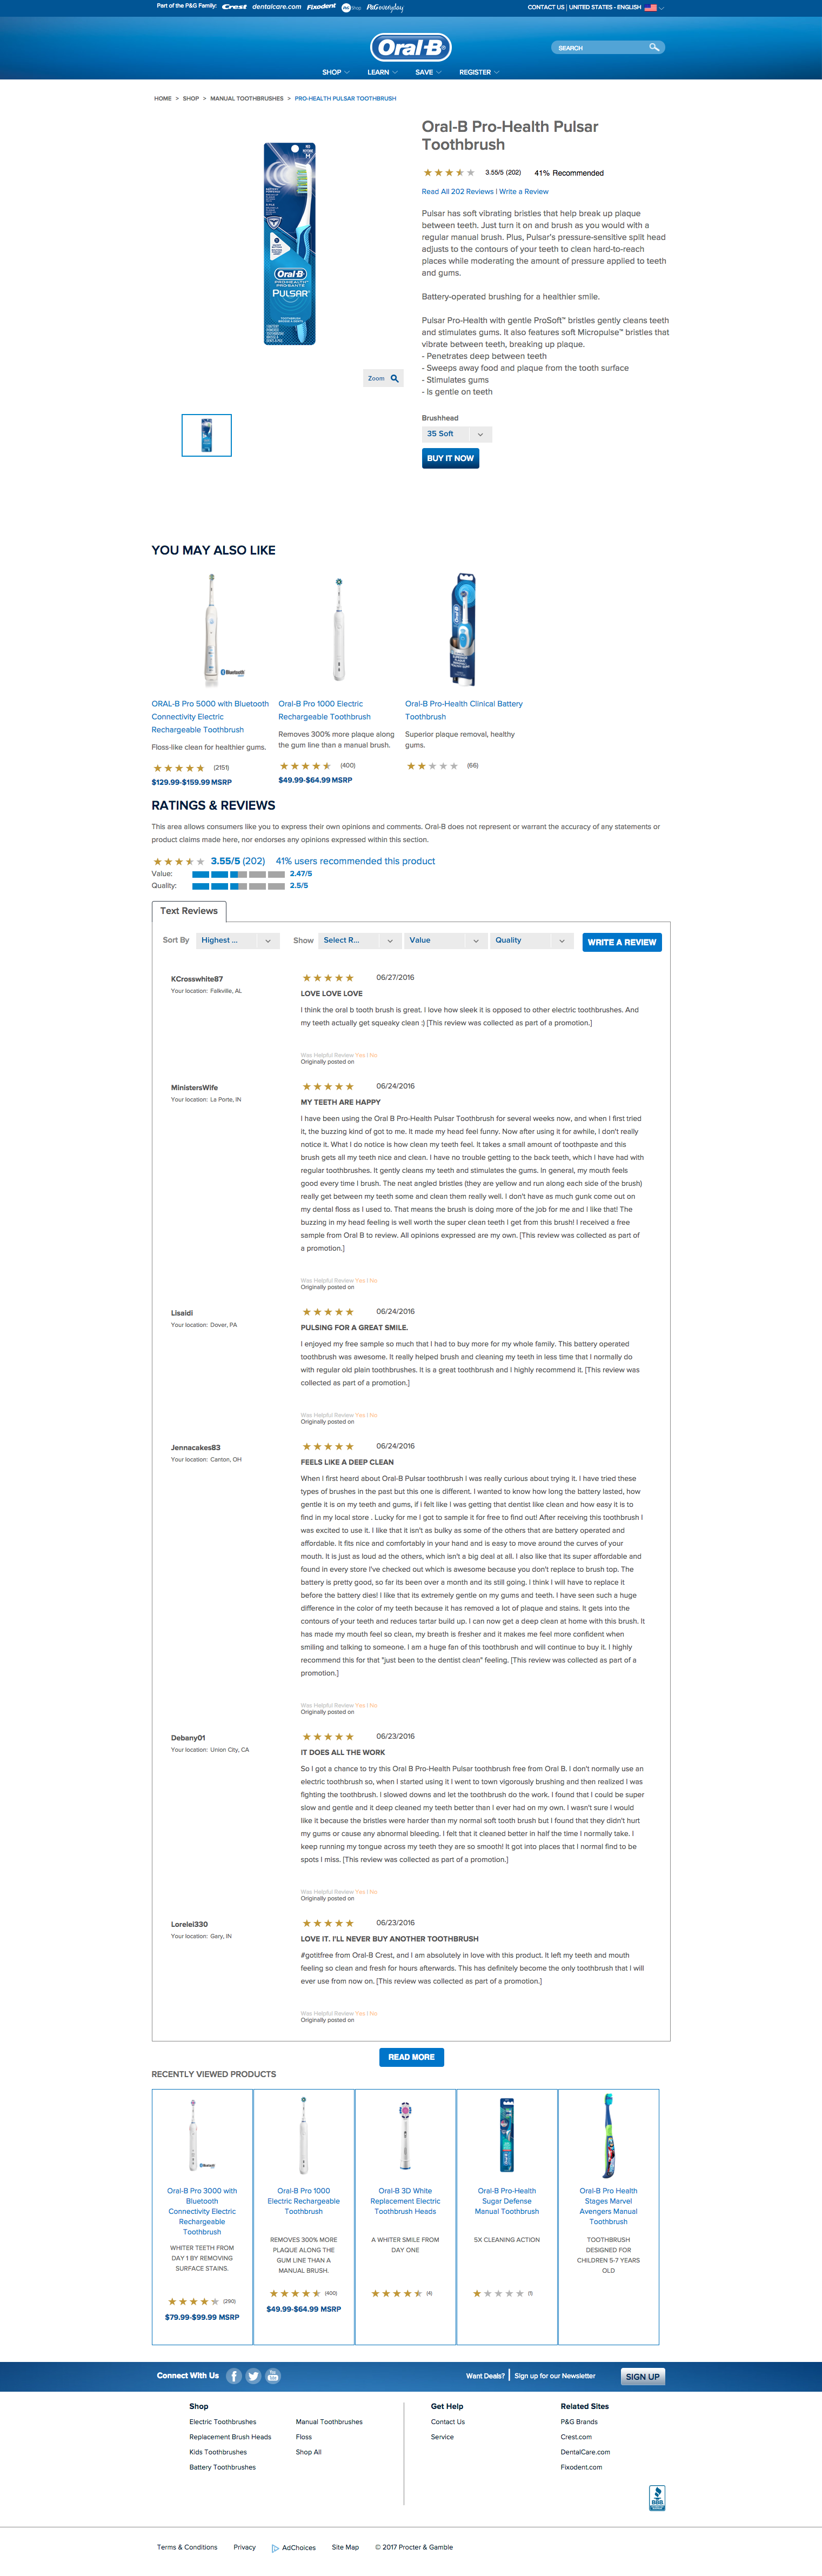 Part of the P&G Family: Crest dentalcare.com Fixodent P&G Shop P&G everyday
CONTACT US | UNITED STATES - ENGLISH
Oral-B
SEARCH
SHOP LEARN SAVE REGISTER
HOME > SHOP > MANUAL TOOTHBRUSHES > PRO-HEALTH PULSAR TOOTHBRUSH
Oral-B
PULSAR
Zoom
Oral-B Pro-Health Pulsar
Toothbrush
3.55/5 (202) 41% Recommended
Read All 202 Reviews | Write a Review
Pulsar has soft vibrating bristles that help break up plaque
between teeth. Just turn it on and brush as you would with a
regular manual brush. Plus, Pulsar's pressure-sensitive split head
adjusts to the contours of your teeth to clean hard-to-reach
places while moderating the amount of pressure applied to teeth
and gums.
Battery-operated brushing for a healthier smile.
Pulsar Pro-Health with gentle ProSoft™ bristles gently cleans teeth
and stimulates gums. It also features soft Micropulse™ bristles that
vibrate between teeth, breaking up plaque.
- Penetrates deep between teeth
- Sweeps away food and plaque from the tooth surface
- Stimulates gums
- Is gentle on teeth
Brushhead
35 Soft
BUY IT NOW
YOU MAY ALSO LIKE
Bluetooth
ORAL-B Pro 5000 with Bluetooth
Connectivity Electric
Rechargeable Toothbrush
Floss-like clean for healthier gums.
(2151)
$129.99-$159.99 MSRP
Oral-B Pro 1000 Electric
Rechargeable Toothbrush
Removes 300% more plaque along
the gum line than a manual brush.
(400)
$49.99-$64.99 MSRP
Oral-B
Oral-B Pro-Health Clinical Battery
Toothbrush
Superior plaque removal, healthy
gums.
(66)
RATINGS & REVIEWS
This area allows consumers like you to express their own opinions and comments. Oral-B does not represent or warrant the accuracy of any statements or
product claims made here, nor endorses any opinions expressed within this section.
3.55/5 (202) 41% users recommended this product
Value: 2.47/5
Quality: 2.5/5
Text Reviews
Sort By Highest ... Show Select R... Value Quality WRITE A REVIEW
KCrosswhite87
Your location: Falkville, AL
06/27/2016
LOVE LOVE LOVE
I think the oral b tooth brush is great. I love how sleek it is opposed to other electric toothbrushes. And
my teeth actually get squeaky clean :) [This review was collected as part of a promotion.]
Was Helpful Review Yes | No
Originally posted on
MinistersWife
Your location: La Porte, IN
06/24/2016
MY TEETH ARE HAPPY
I have been using the Oral B Pro-Health Pulsar Toothbrush for several weeks now, and when I first tried
it, the buzzing kind of got to me. It made my head feel funny. Now after using it for awhile, I don't really
notice it. What I do notice is how clean my teeth feel. It takes a small amount of toothpaste and this
brush gets all my teeth nice and clean. I have no trouble getting to the back teeth, which I have had with
regular toothbrushes. It gently cleans my teeth and stimulates the gums. In general, my mouth feels
good every time I brush. The neat angled bristles (they are yellow and run along each side of the brush)
really get between my teeth some and clean them really well. I don't have as much gunk come out on
my dental floss as I used to. That means the brush is doing more of the job for me and I like that! The
buzzing in my head feeling is well worth the super clean teeth I get from this brush! I received a free
sample from Oral B to review. All opinions expressed are my own. [This review was collected as part of
a promotion.]
Was Helpful Review Yes | No
Originally posted on
Lisaidi
Your location: Dover, PA
06/24/2016
PULSING FOR A GREAT SMILE.
I enjoyed my free sample so much that I had to buy more for my whole family. This battery operated
toothbrush was awesome. It really helped brush and cleaning my teeth in less time that I normally do
with regular old plain toothbrushes. It is a great toothbrush and I highly recommend it. [This review was
collected as part of a promotion.]
Was Helpful Review Yes | No
Originally posted on
Jennacakes83
Your location: Canton, OH
06/24/2016
FEELS LIKE A DEEP CLEAN
When I first heard about Oral-B Pulsar toothbrush I was really curious about trying it. I have tried these
types of brushes in the past but this one is different. I wanted to know how long the battery lasted, how
gentle it is on my teeth and gums, if i felt like I was getting that dentist like clean and how easy it is to
find in my local store . Lucky for me I got to sample it for free to find out! After receiving this toothbrush I
was excited to use it. I like that it isn't as bulky as some of the others that are battery operated and
affordable. It fits nice and comfortably in your hand and is easy to move around the curves of your
mouth. It is just as loud ad the others, which isn't a big deal at all. I also like that its super affordable and
found in every store I've checked out which is awesome because you don't replace to brush top. The
battery is pretty good, so far its been over a month and its still going. I think I will have to replace it
before the battery dies! I like that its extremely gentle on my gums and teeth. I have seen such a huge
difference in the color of my teeth because it has removed a lot of plaque and stains. It gets into the
contours of your teeth and reduces tartar build up. I can now get a deep clean at home with this brush. It
has made my mouth feel so clean, my breath is fresher and it makes me feel more confident when
smiling and talking to someone. I am a huge fan of this toothbrush and will continue to buy it. I highly
recommend this for that "just been to the dentist clean" feeling. [This review was collected as part of a
promotion.]
Was Helpful Review Yes | No
Originally posted on
Debany01
Your location: Union City, CA
06/23/2016
IT DOES ALL THE WORK
So I got a chance to try this Oral B Pro-Health Pulsar toothbrush free from Oral B. I don't normally use an
electric toothbrush so, when I started using it I went to town vigorously brushing and then realized I was
fighting the toothbrush. I slowed downs and let the toothbrush do the work. I found that I could be super
slow and gentle and it deep cleaned my teeth better than I ever had on my own. I wasn't sure I would
like it because the bristles were harder than my normal soft tooth brush but I found that they didn't hurt
my gums or cause any abnormal bleeding. I felt that it cleaned better in half the time I normally take. I
keep running my tongue across my teeth they are so smooth! It got into places that I normal find to be
spots I miss. [This review was collected as part of a promotion.]
Was Helpful Review Yes | No
Originally posted on
Lorelei330
Your location: Gary, IN
06/23/2016
LOVE IT. I'LL NEVER BUY ANOTHER TOOTHBRUSH
#gotitfree from Oral-B Crest, and I am absolutely in love with this product. It left my teeth and mouth
feeling so clean and fresh for hours afterwards. This has definitely become the only toothbrush that I will
ever use from now on. [This review was collected as part of a promotion.]
Was Helpful Review Yes | No
Originally posted on
READ MORE
RECENTLY VIEWED PRODUCTS
Bluetooth
Oral-B Pro 3000 with
Bluetooth
Connectivity Electric
Rechargeable
Toothbrush
WHITER TEETH FROM
DAY 1 BY REMOVING
SURFACE STAINS.
(290)
$79.99-$99.99 MSRP
Oral-B Pro 1000
Electric Rechargeable
Toothbrush
REMOVES 300% MORE
PLAQUE ALONG THE
GUM LINE THAN A
MANUAL BRUSH.
(400)
$49.99-$64.99 MSRP
Oral-B 3D White
Replacement Electric
Toothbrush Heads
A WHITER SMILE FROM
DAY ONE
(4)
Oral-B Pro-Health
Sugar Defense
Manual Toothbrush
5X CLEANING ACTION
(1)
Oral-B Pro Health
Stages Marvel
Avengers Manual
Toothbrush
TOOTHBRUSH
DESIGNED FOR
CHILDREN 5-7 YEARS
OLD
Connect With Us
Want Deals? | Sign up for our Newsletter SIGN UP
Shop
Electric Toothbrushes
Replacement Brush Heads
Kids Toothbrushes
Battery Toothbrushes
Manual Toothbrushes
Floss
Shop All
Get Help
Contact Us
Service
Related Sites
P&G Brands
Crest.com
DentalCare.com
Fixodent.com
BBB
Terms & Conditions Privacy AdChoices Site Map © 2017 Procter & Gamble